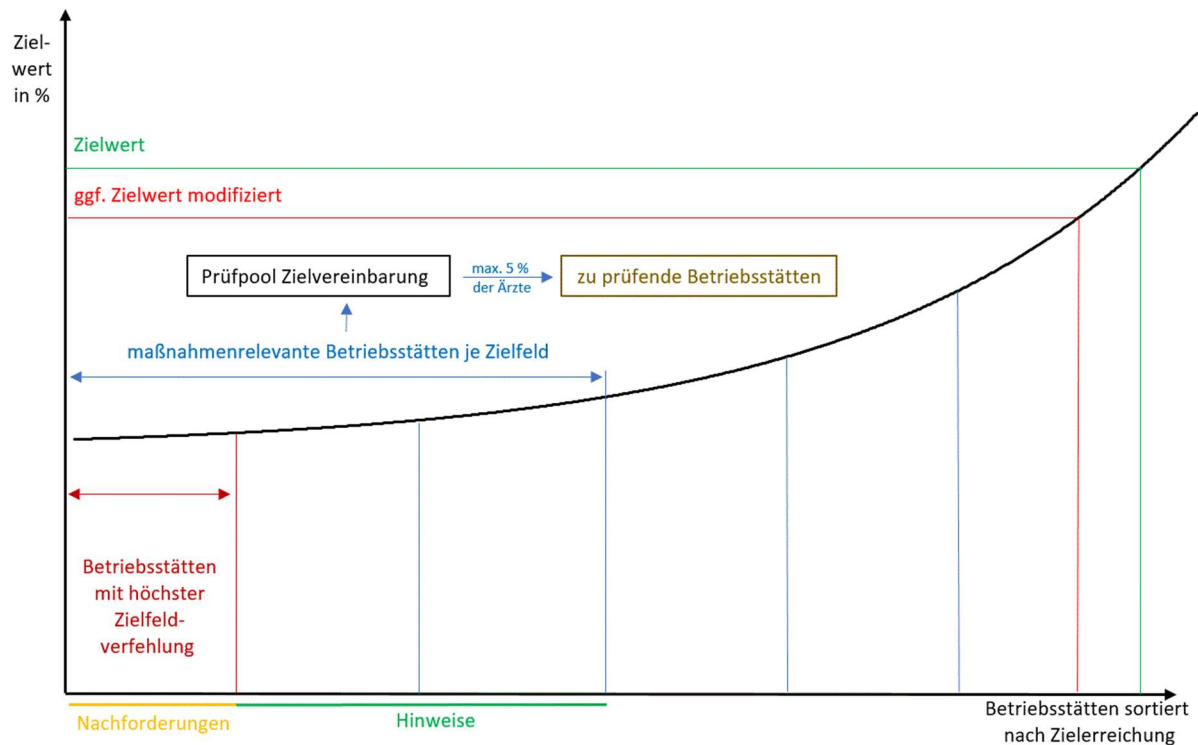 Ziel-
wert
in %
Zielwert
ggf. Zielwert modifiziert
Prüfpool Zielvereinbarung
max. 5 %
der Ärzte
zu prüfende Betriebsstätten
maßnahmenrelevante Betriebsstätten je Zielfeld
Betriebsstätten
mit höchster
Zielfeld-
verfehlung
Nachforderungen
Hinweise
Betriebsstätten sortiert
nach Zielerreichung